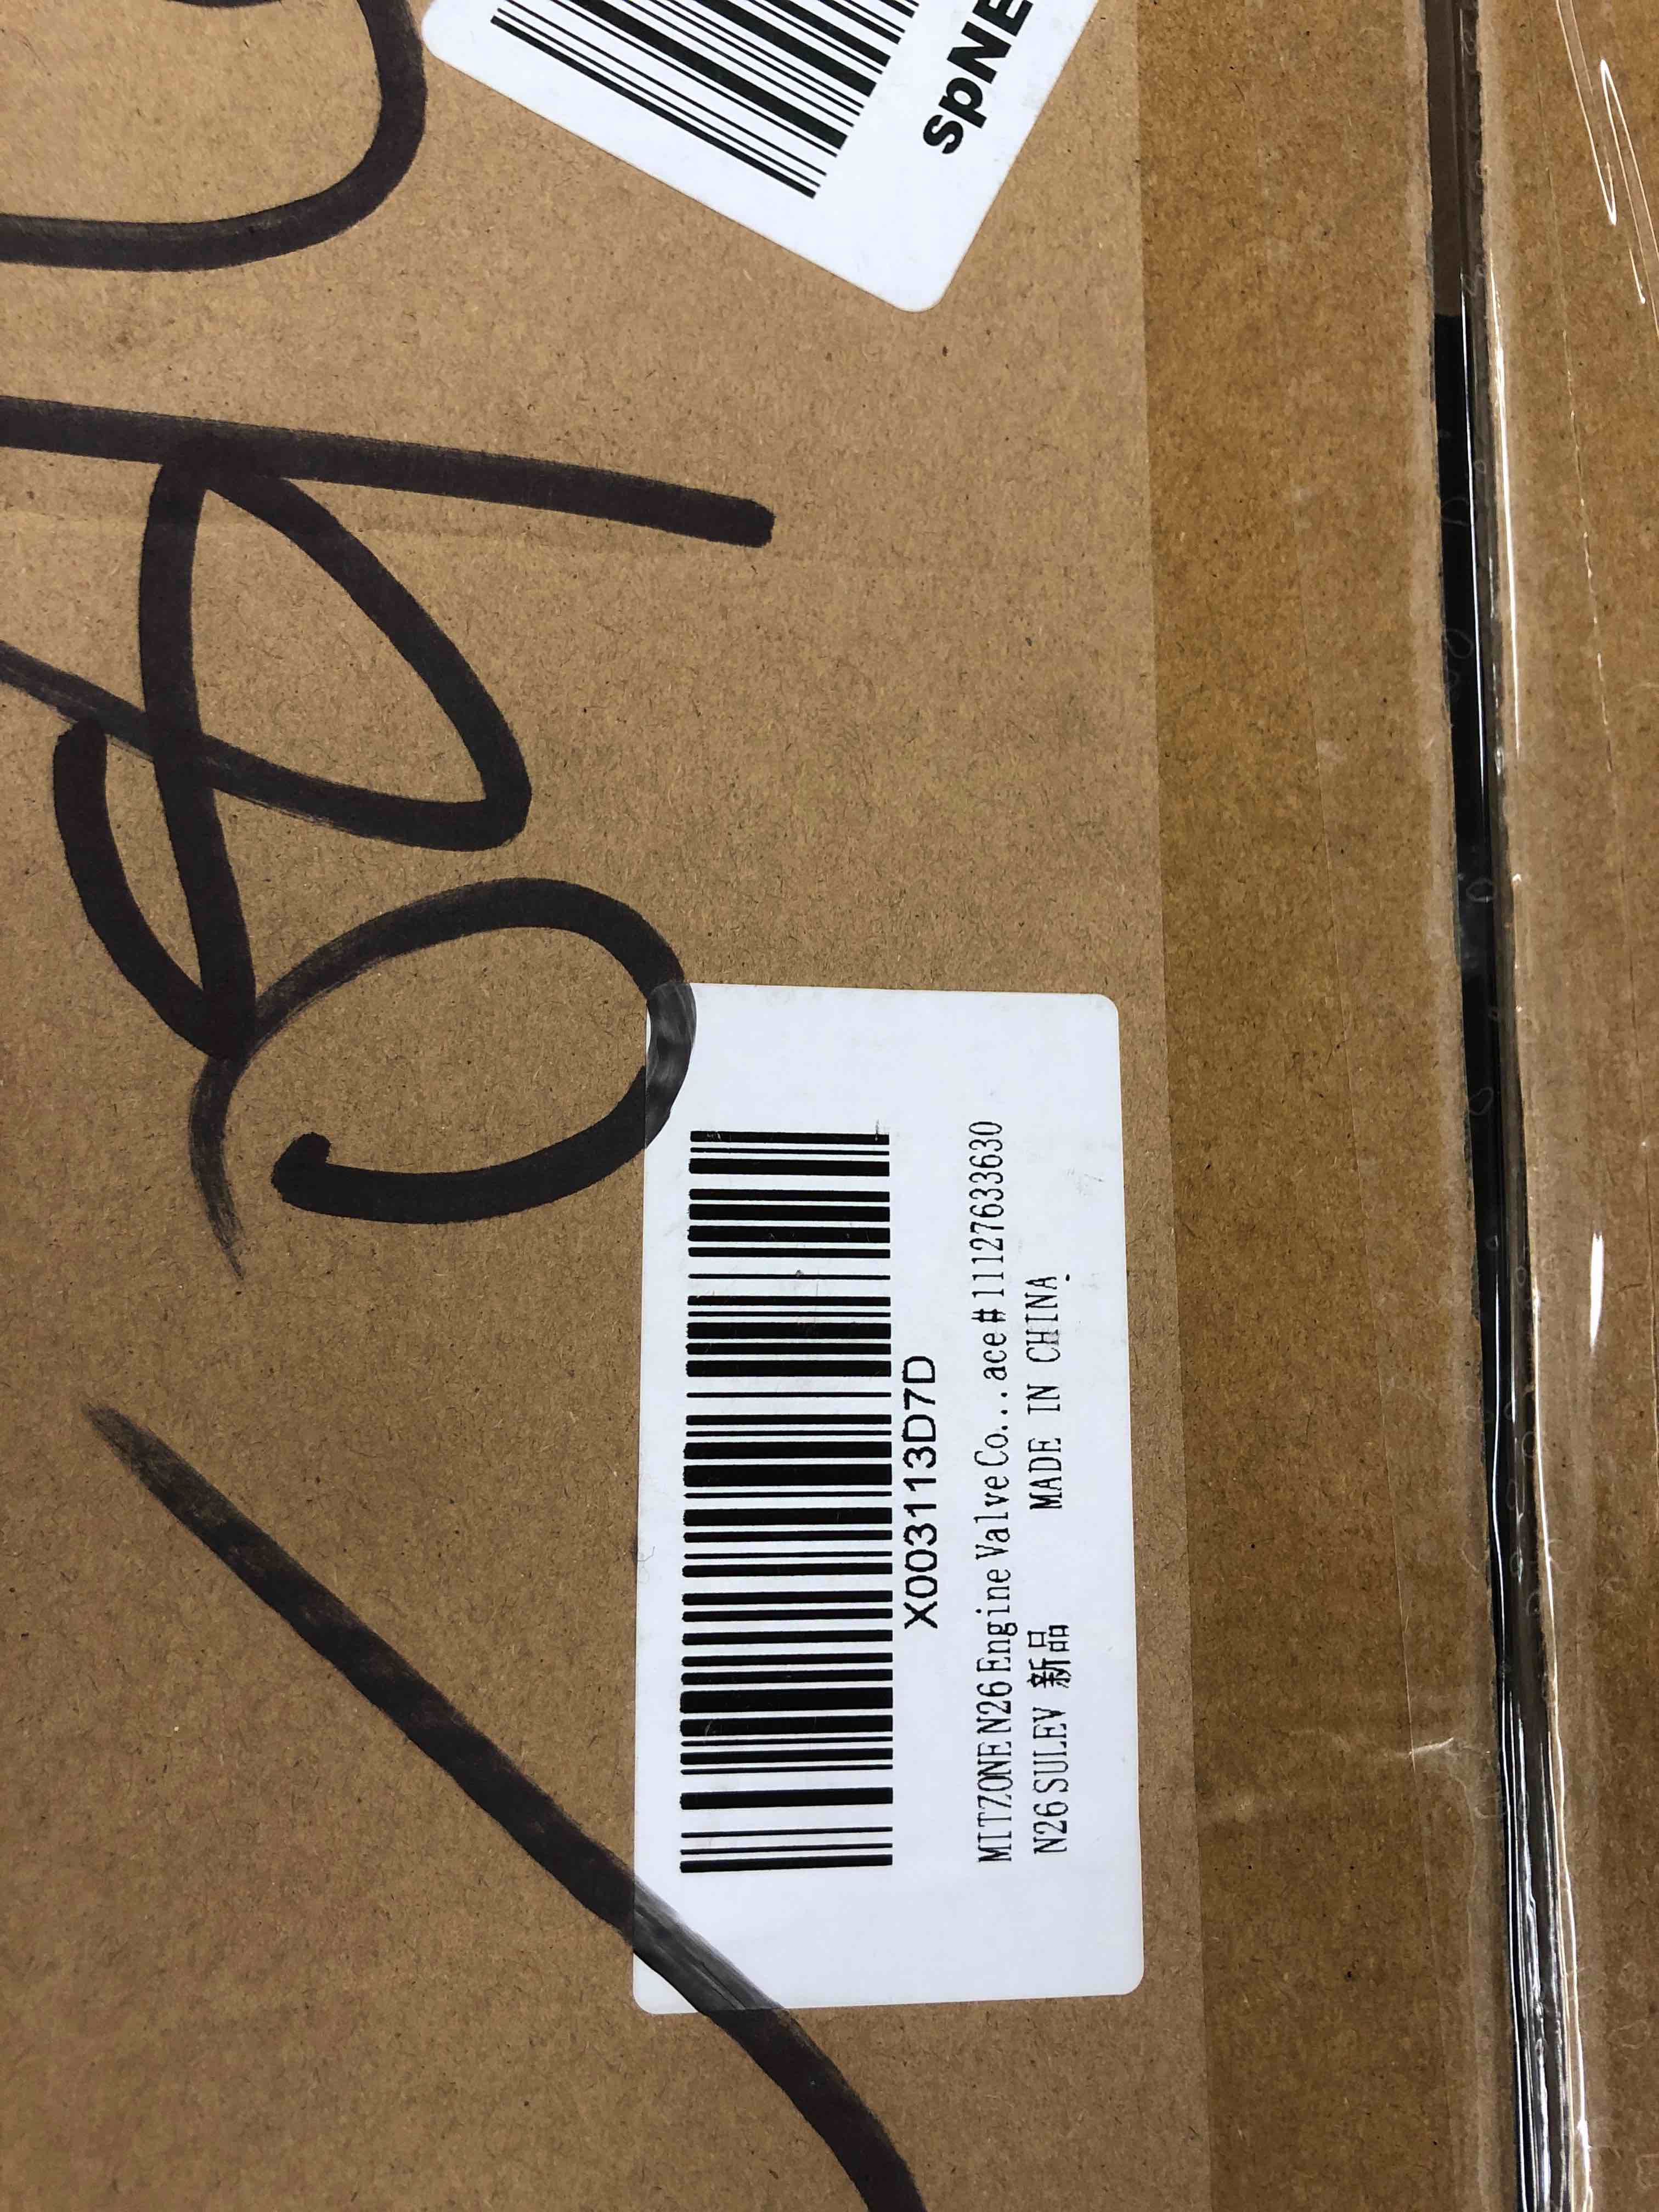 spNE
X003113D7D
MITZONE N26 Engine Valve Co...ace# 11127633630
N26 SULEV 新品 MADE IN CHINA